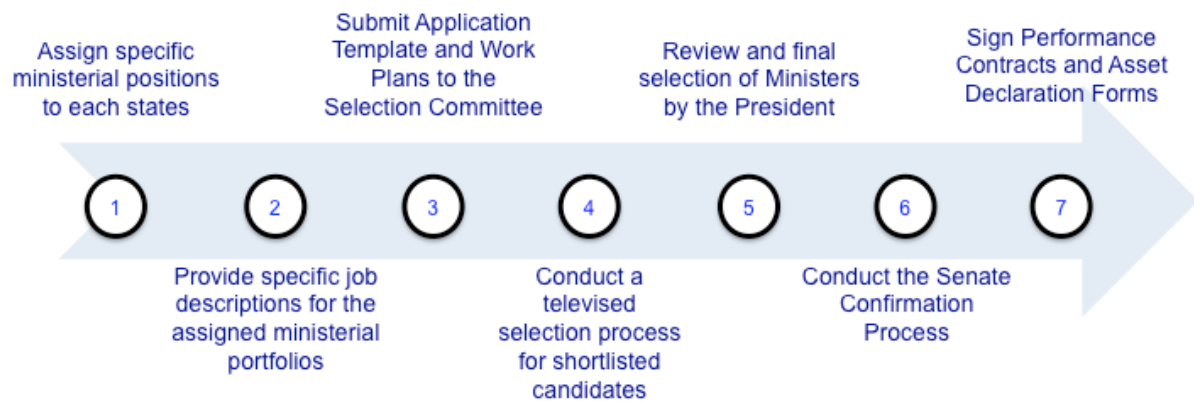 Assign specific
ministerial positions
to each states
Submit Application
Template and Work
Plans to the
Selection Committee
Review and final
selection of Ministers
by the President
Sign Performance
Contracts and Asset
Declaration Forms
1
2
3
4
5
6
7
Provide specific job
descriptions for the
assigned ministerial
portfolios
Conduct a
televised
selection process
for shortlisted
candidates
Conduct the Senate
Confirmation
Process